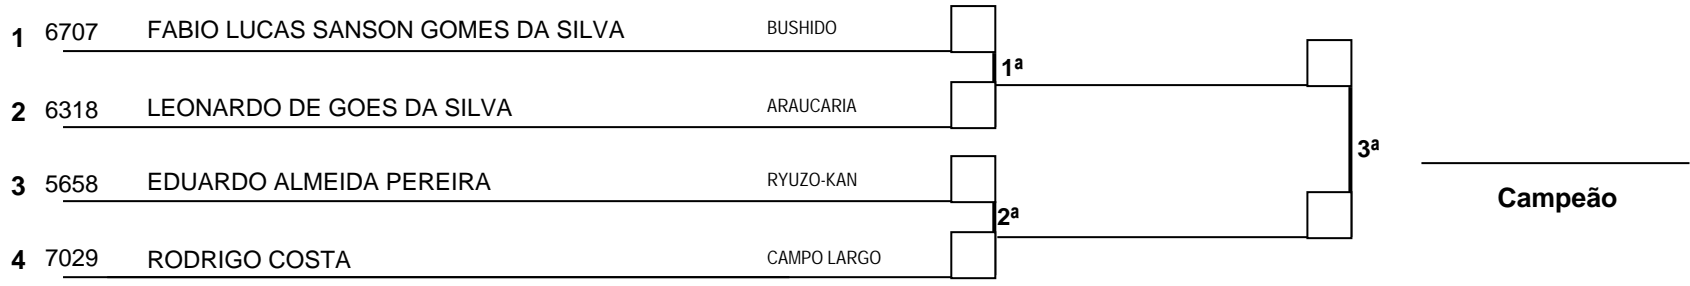 1 6707 FABIO LUCAS SANSON GOMES DA SILVA BUSHIDO
1ª
2 6318 LEONARDO DE GOES DA SILVA ARAUCARIA
3ª
3 5658 EDUARDO ALMEIDA PEREIRA RYUZO-KAN
Campeão
2ª
4 7029 RODRIGO COSTA CAMPO LARGO